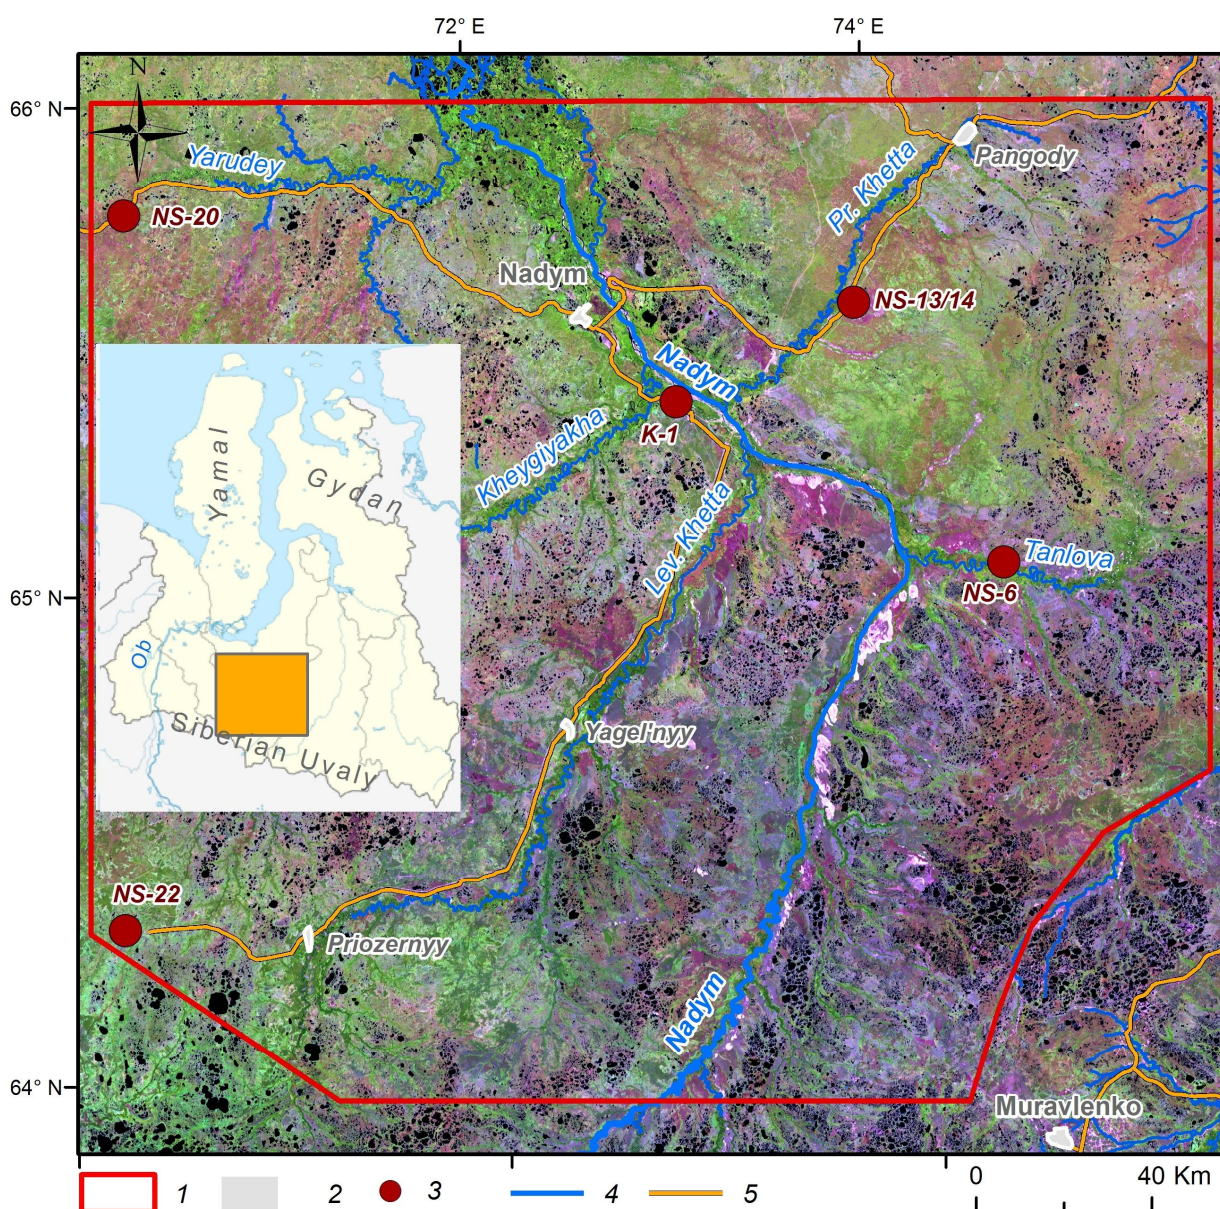 72° E
74° E
N
66° N
Yarudey
Pr. Khetta
Pangody
NS-20
Nadym
NS-13/14
Nadym
K-1
Kheygiyakha
Yamal
Gydan
Lev. Khetta
Tanlova
NS-6
65° N
Ob
Siberian Uvaly
Yagel'nyy
NS-22
Priozernyy
Nadym
64° N
Muravlenko
1
2
3
4
5
0
40 Km